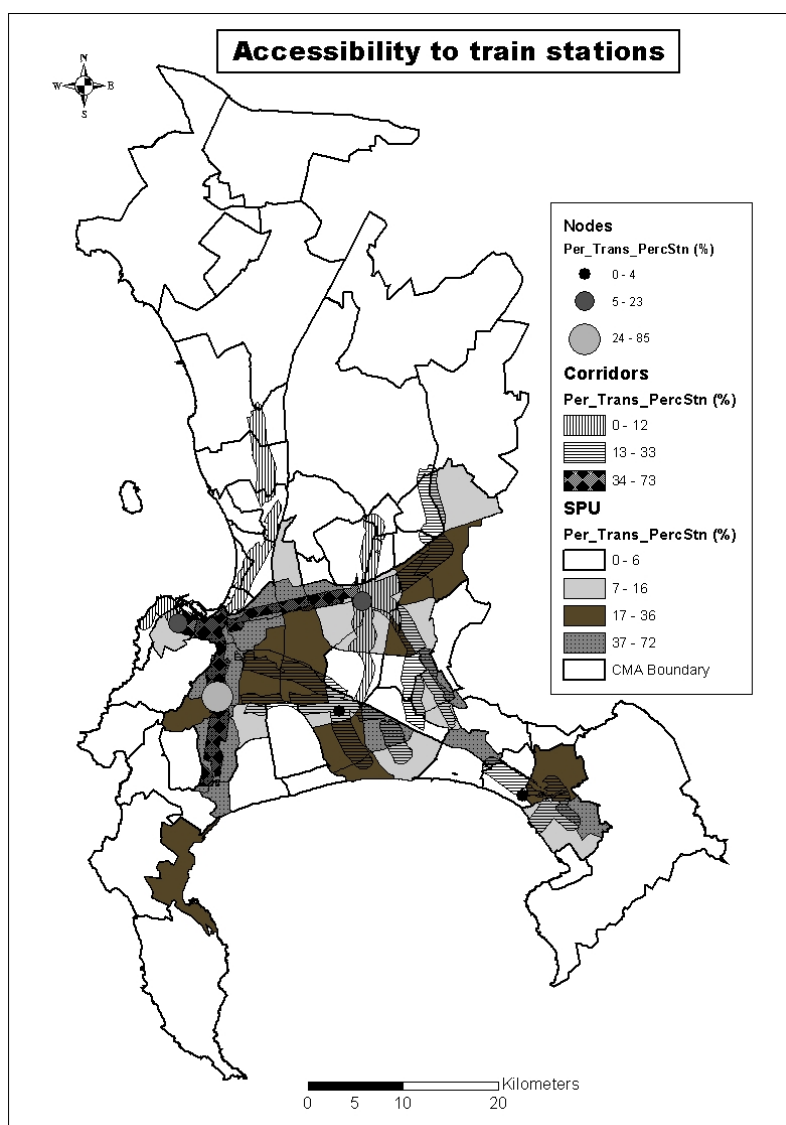 Accessibility to train stations
N
W E
S
Nodes
Per_Trans_PercStn (%)
0 - 4
5 - 23
24 - 85
Corridors
Per_Trans_PercStn (%)
0 - 12
13 - 33
34 - 73
SPU
Per_Trans_PercStn (%)
0 - 6
7 - 16
17 - 36
37 - 72
CMA Boundary
Kilometers
0 5 10 20